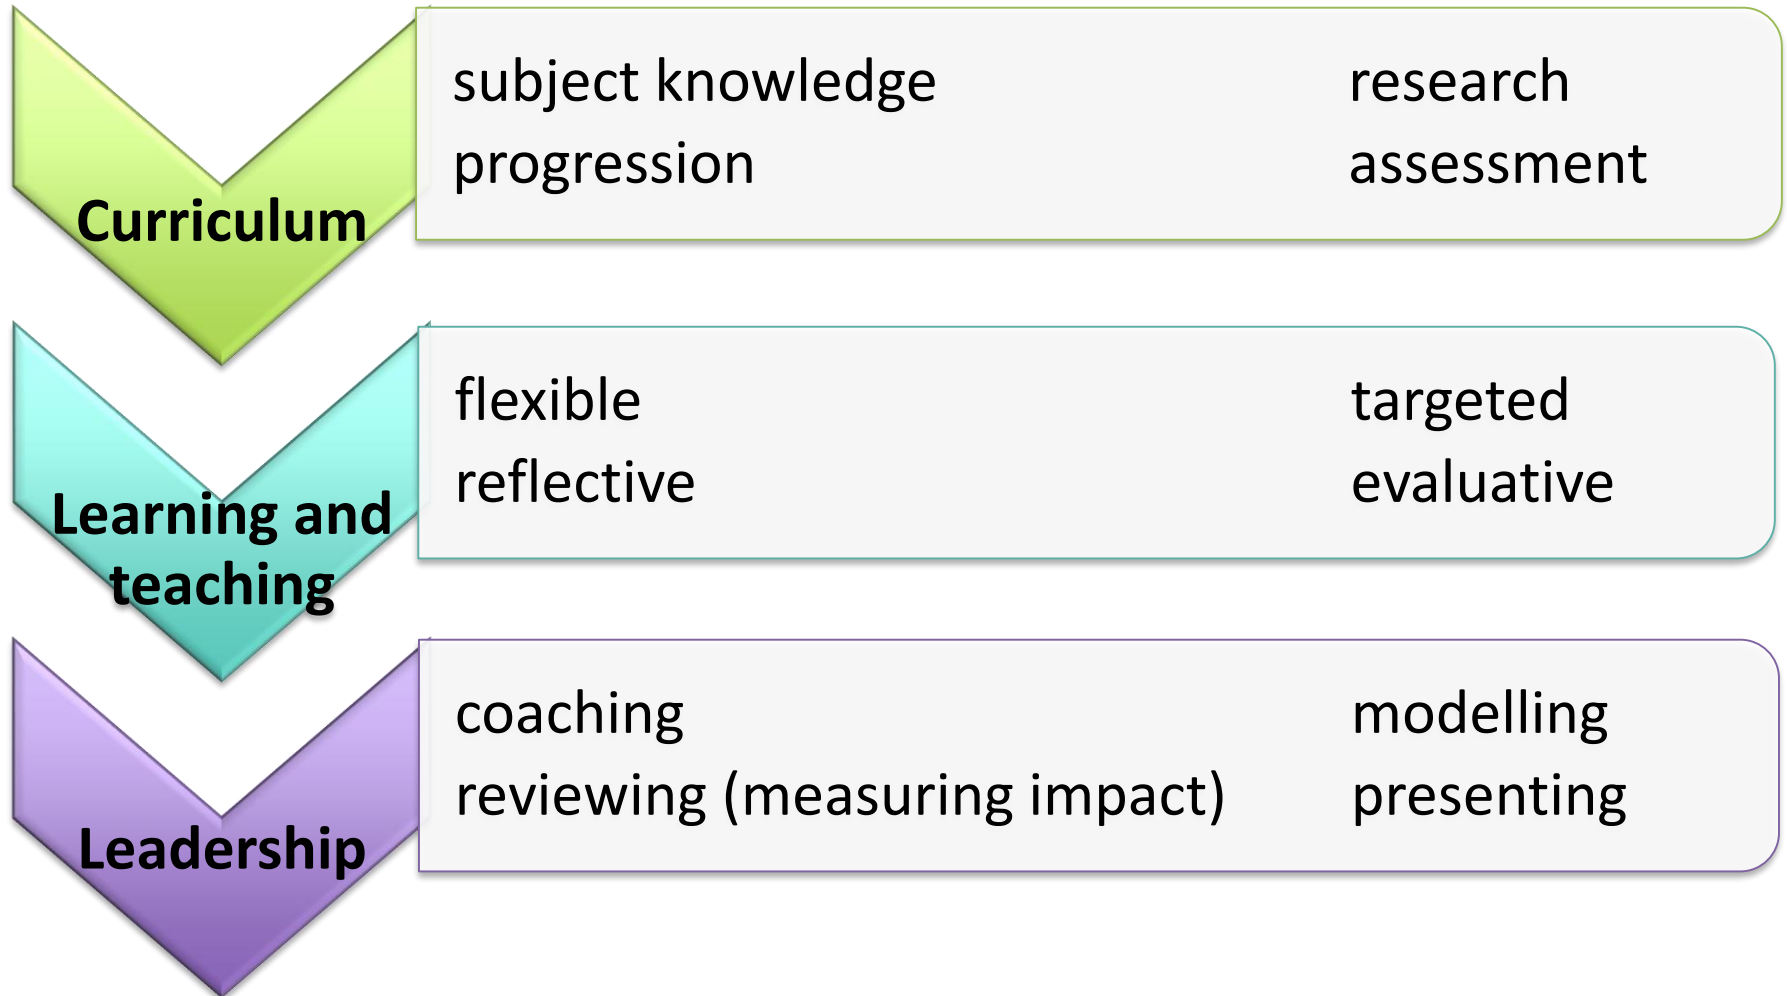 Curriculum
subject knowledge research
progression assessment
Learning and
teaching
flexible targeted
reflective evaluative
Leadership
coaching modelling
reviewing (measuring impact) presenting